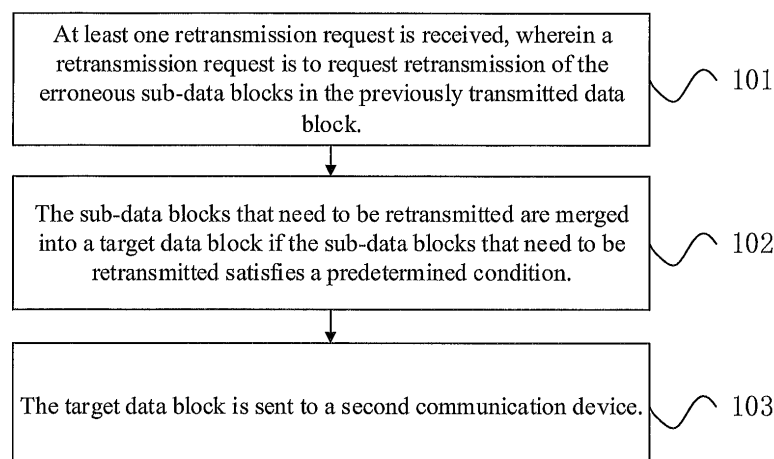 At least one retransmission request is received, wherein a
retransmission request is to request retransmission of the
erroneous sub-data blocks in the previously transmitted data
block.
101
The sub-data blocks that need to be retransmitted are merged
into a target data block if the sub-data blocks that need to be
retransmitted satisfies a predetermined condition.
102
The target data block is sent to a second communication device.
103